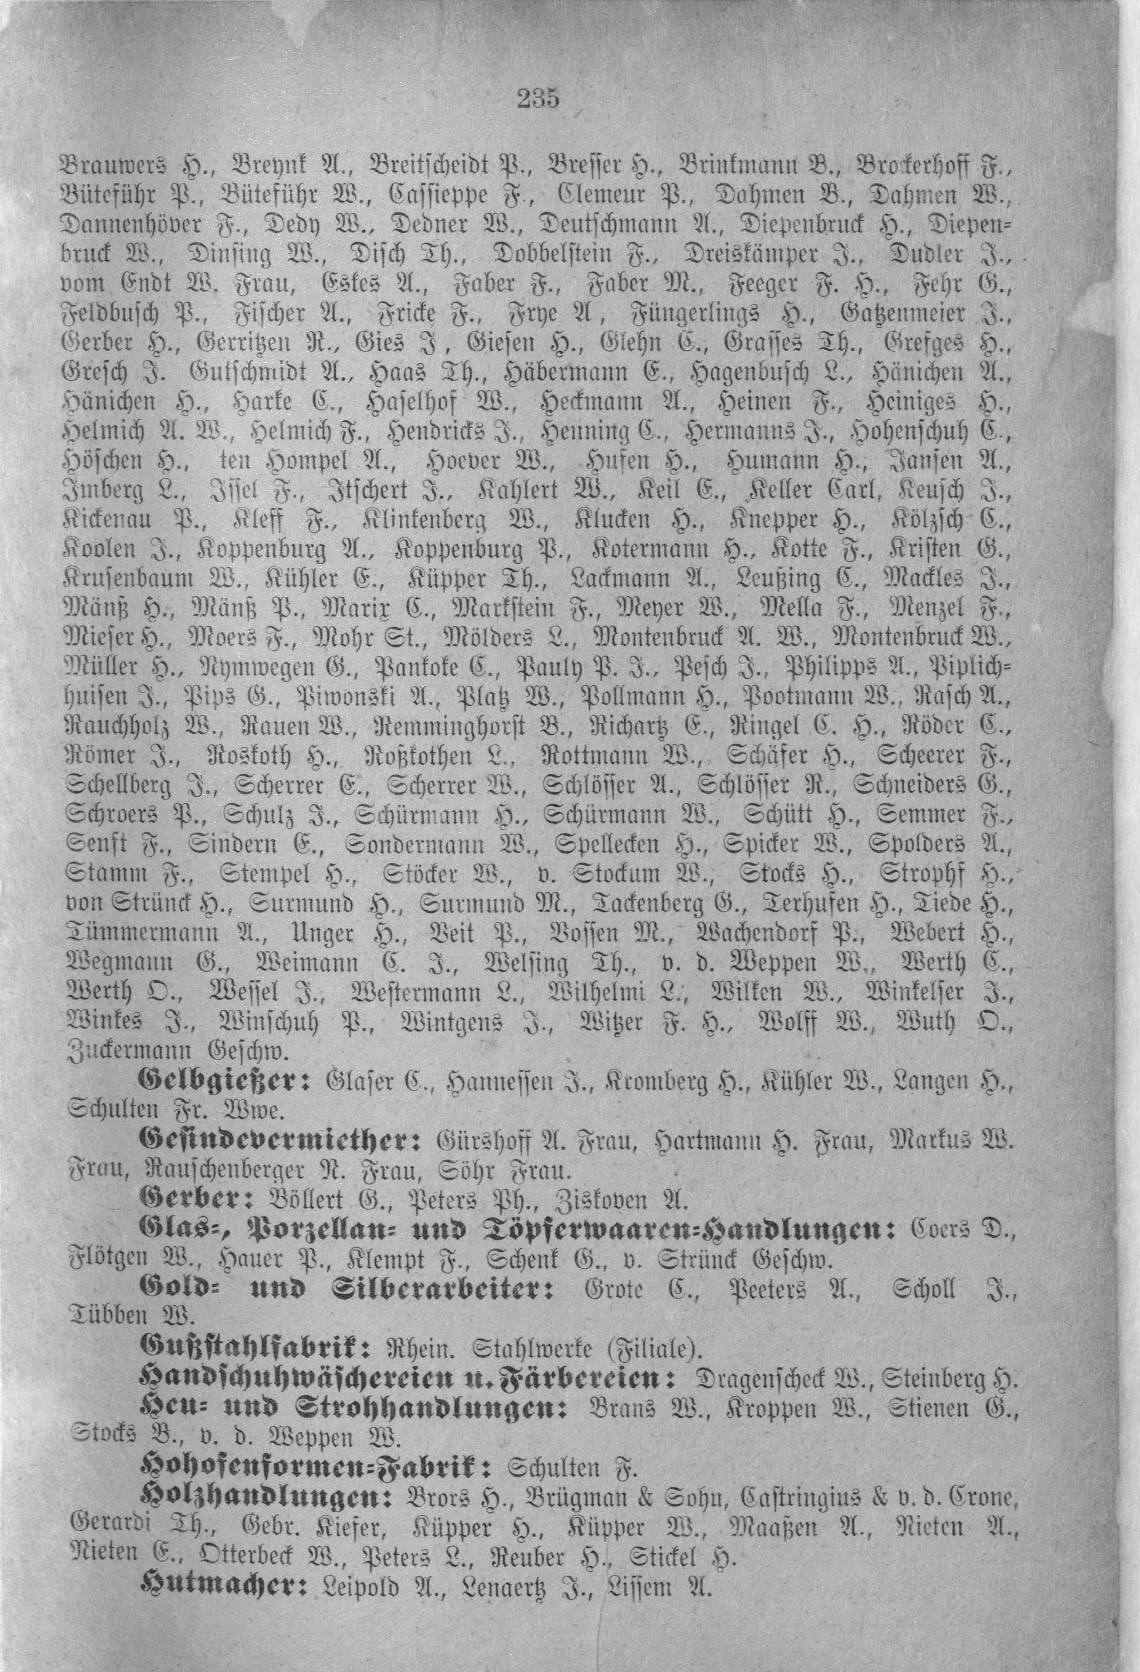 235
Brauwers H., Breynk A., Breitscheidt P., Bresser H., Brinkmann B., Brockerhoff F.,
Büteführ P., Büteführ W., Cassieppe F., Clemeur P., Dahmen B., Dahmen W.,
Dannenhöver F., Dedy W., Dedner W., Deutschmann A., Diepenbruck H., Diepen-
bruck W., Dinsing W., Disch Th., Dobbelstein F., Dreiskämper J., Dudler J.,
vom Endt W. Frau, Eskes A., Faber F., Faber M., Feeger F. H., Fehr G.,
Feldbusch P., Fischer A., Fricke F., Frye A, Füngerlings H., Gatzenmeier J.,
Gerber H., Gerritzen R., Gies J, Giesen H., Glehn C., Grasses Th., Grefges H.,
Gresch J. Gutschmidt A., Haas Th., Häbermann E., Hagenbusch L., Hänichen A.,
Hänichen H., Harke C., Haselhof W., Heckmann A., Heinen F., Heiniges H.,
Helmich A. W., Helmich F., Hendricks J., Henning C., Hermanns J., Hohenschuh C.,
Höschen H., ten Hompel A., Hoever W., Hufen H., Humann H., Jansen A.,
Imberg L., Issel F., Itschert J., Kahlert W., Keil E., Keller Carl, Keusch J.,
Kickenau P., Kleff F., Klinkenberg W., Klucken H., Knepper H., Kölzsch C.,
Koolen J., Koppenburg A., Koppenburg P., Kotermann H., Kotte F., Kristen G.,
Krusenbaum W., Kühler E., Küpper Th., Lackmann A., Leußing C., Mackles J.,
Mänß H., Mänß P., Marix C., Markstein F., Meyer W., Mella F., Menzel F.,
Mieser H., Moers F., Mohr St., Mölders L., Montenbruck A. W., Montenbruck W.,
Müller H., Nymwegen G., Pankoke C., Pauly P. J., Pesch J., Philipps A., Piplich-
huisen J., Pips G., Piwonski A., Platz W., Pollmann H., Pootmann W., Rasch A.,
Rauchholz W., Rauen W., Remminghorst B., Richartz E., Ringel C. H., Röder C.,
Römer J., Roskoth H., Roßkothen L., Rottmann W., Schäfer H., Scheerer F.,
Schellberg J., Scherrer E., Scherrer W., Schlösser A., Schlösser R., Schneiders G.,
Schroers P., Schulz J., Schürmann H., Schürmann W., Schütt H., Semmer F.,
Senft F., Sindern E., Sondermann W., Spellecken H., Spicker W., Spolders A.,
Stamm F., Stempel H., Stöcker W., v. Stockum W., Stocks H., Strophf H.,
von Strünck H., Surmund H., Surmund M., Tackenberg G., Terhufen H., Tiede H.,
Tümmermann A., Unger H., Veit P., Vossen M., Wachendorf P., Webert H.,
Wegmann G., Weimann C. J., Welsing Th., v. d. Weppen W., Werth C.,
Werth O., Wessel J., Westermann L., Wilhelmi L., Wilken W., Winkelser J.,
Winkes J., Winschuh P., Wintgens J., Witzer F. H., Wolff W., Wuth O.,
Zuckermann Geschw.
Gelbgießer: Glaser C., Hannessen J., Kromberg H., Kühler W., Langen H.,
Schulten Fr. Wwe.
Gesindevermiether: Gürshoff A. Frau, Hartmann H. Frau, Markus W.
Frau, Rauschenberger N. Frau, Söhr Frau.
Gerber: Böllert G., Peters Ph., Ziskoven A.
Glas-, Porzellan- und Töpferwaaren-Handlungen: Coers D.,
Flötgen W., Hauer P., Klempt F., Schenk G., v. Strünck Geschw.
Gold- und Silberarbeiter: Grote C., Peeters A., Scholl J.,
Tübben W.
Gußstahlfabrik: Rhein. Stahlwerke (Filiale).
Handschuhwäschereien u. Färbereien: Dragenscheck W., Steinberg H.
Heu- und Strohhandlungen: Brans W., Kroppen W., Stienen G.,
Stocks B., v. d. Weppen W.
Hohofenformen-Fabrik: Schulten F.
Holzhandlungen: Brors H., Brügman & Sohn, Castringius & v. d. Crone,
Gerardi Th., Gebr. Kiefer, Küpper H., Küpper W., Maaßen A., Nieten A.,
Nieten E., Otterbeck W., Peters L., Reuber H., Stickel H.
Hutmacher: Leipold A., Lenaertz J., Lissem A.